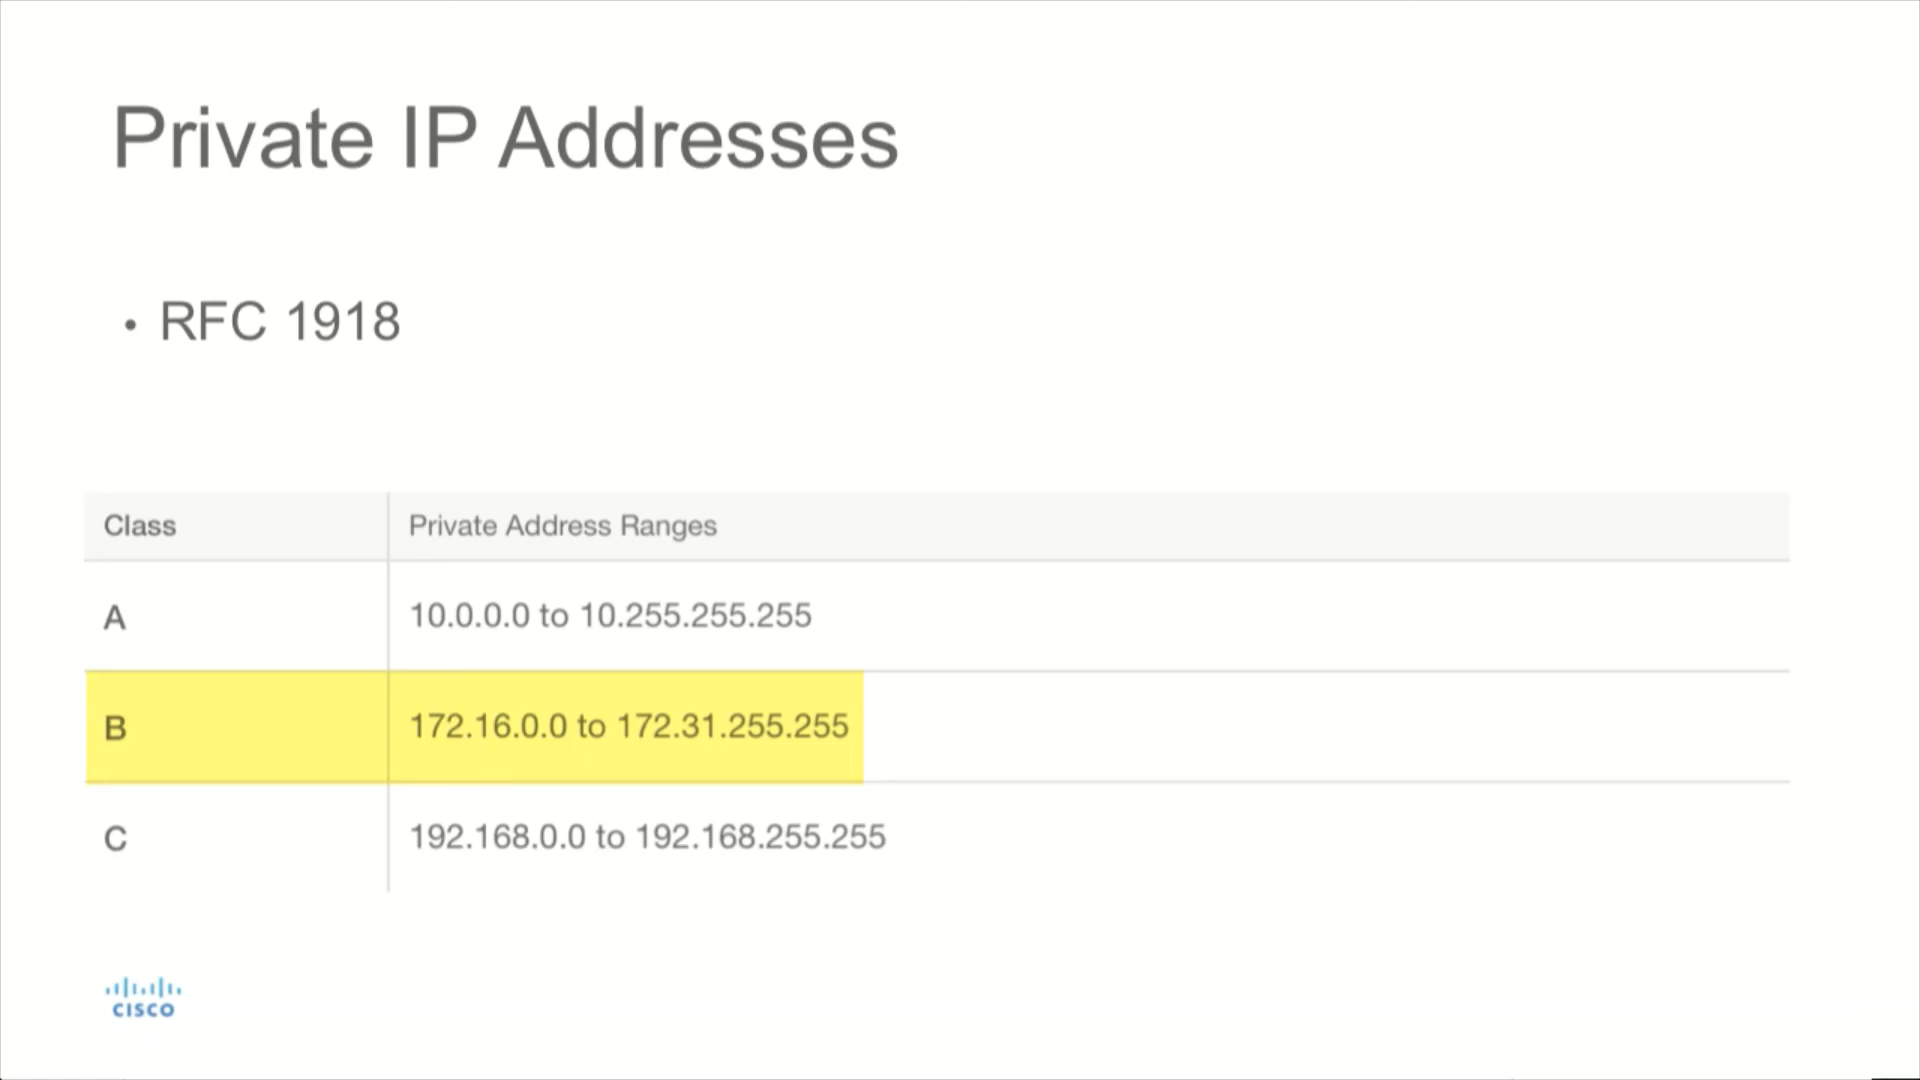 Private IP Addresses
• RFC 1918
Class Private Address Ranges
A 10.0.0.0 to 10.255.255.255
B 172.16.0.0 to 172.31.255.255
C 192.168.0.0 to 192.168.255.255
CISCO